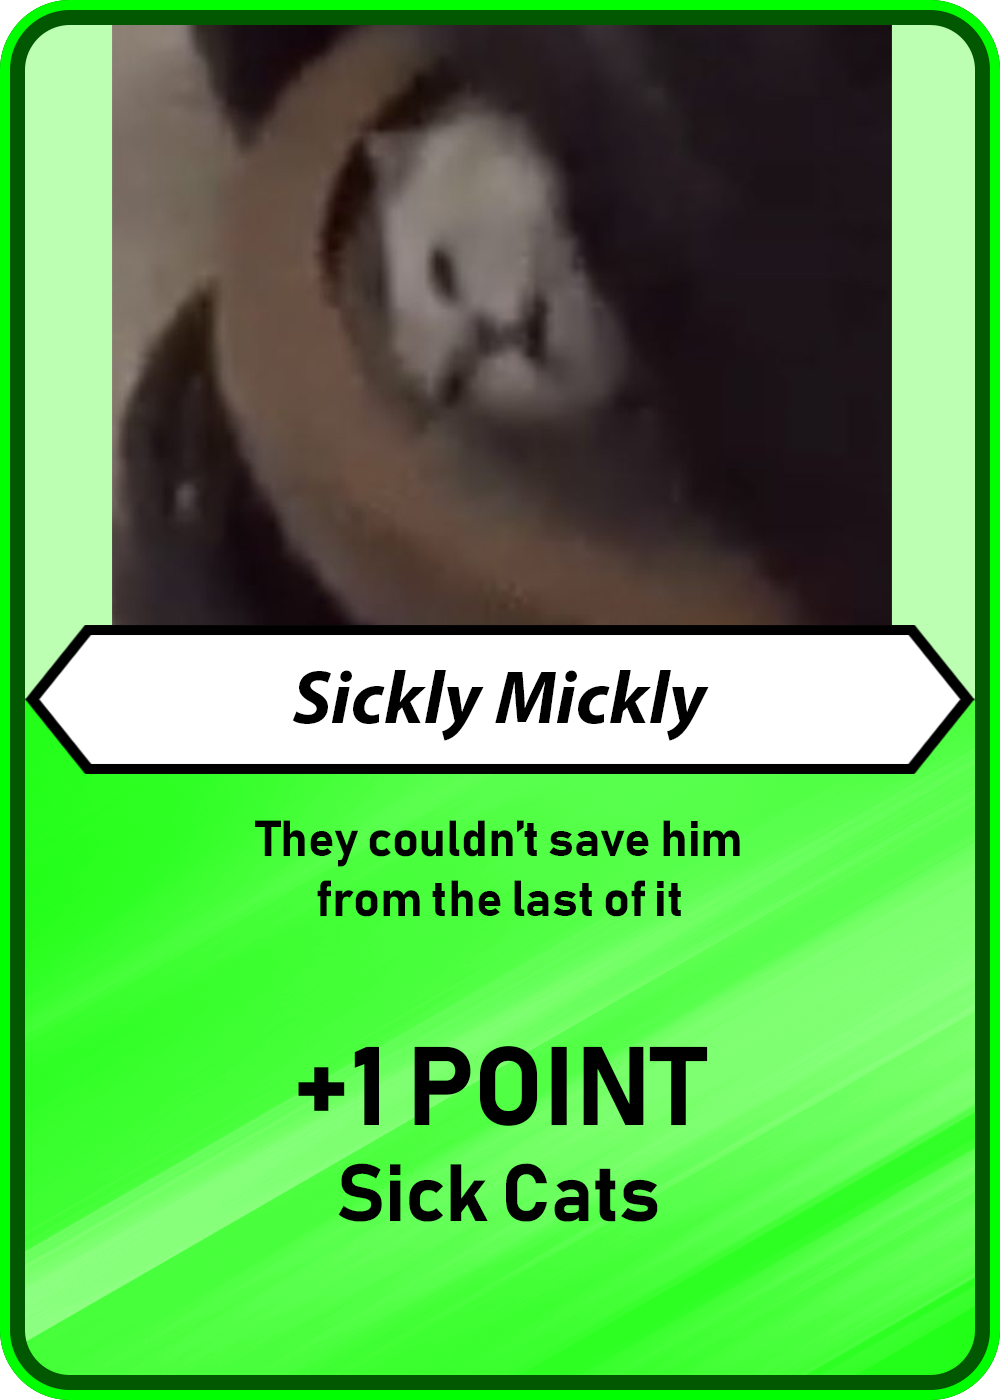 Sickly Mickly
They couldn’t save him
from the last of it
+1 POINT
Sick Cats